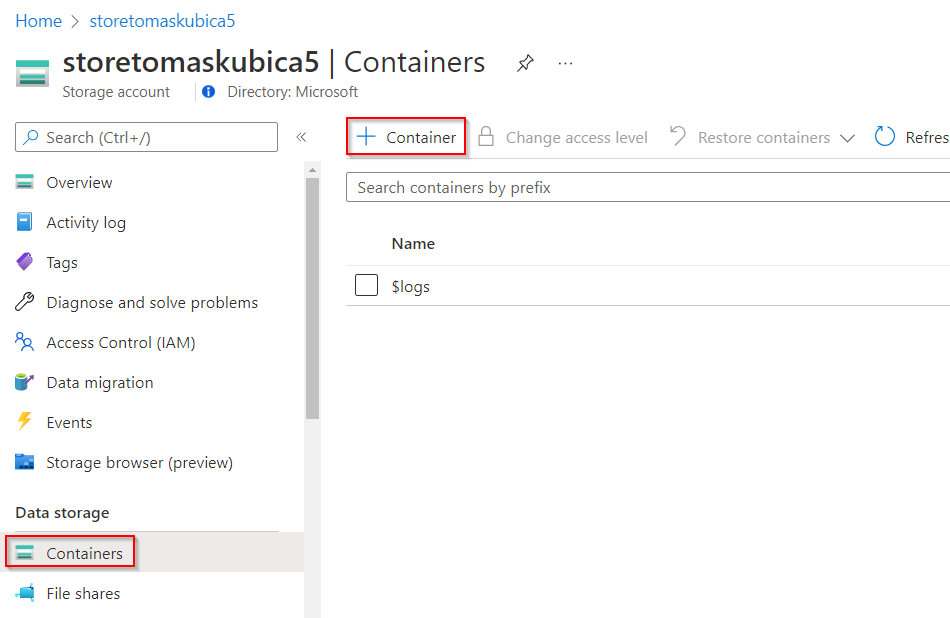 Home > storetomaskubica5
storetomaskubica5 | Containers ...
Storage account
Directory: Microsoft
Search (Ctrl+/)
«
Overview
Activity log
Tags
Diagnose and solve problems
Access Control (IAM)
Data migration
Events
Storage browser (preview)
Data storage
Containers
File shares
+ Container
Change access level
Restore containers
Refres
Search containers by prefix
Name
$logs